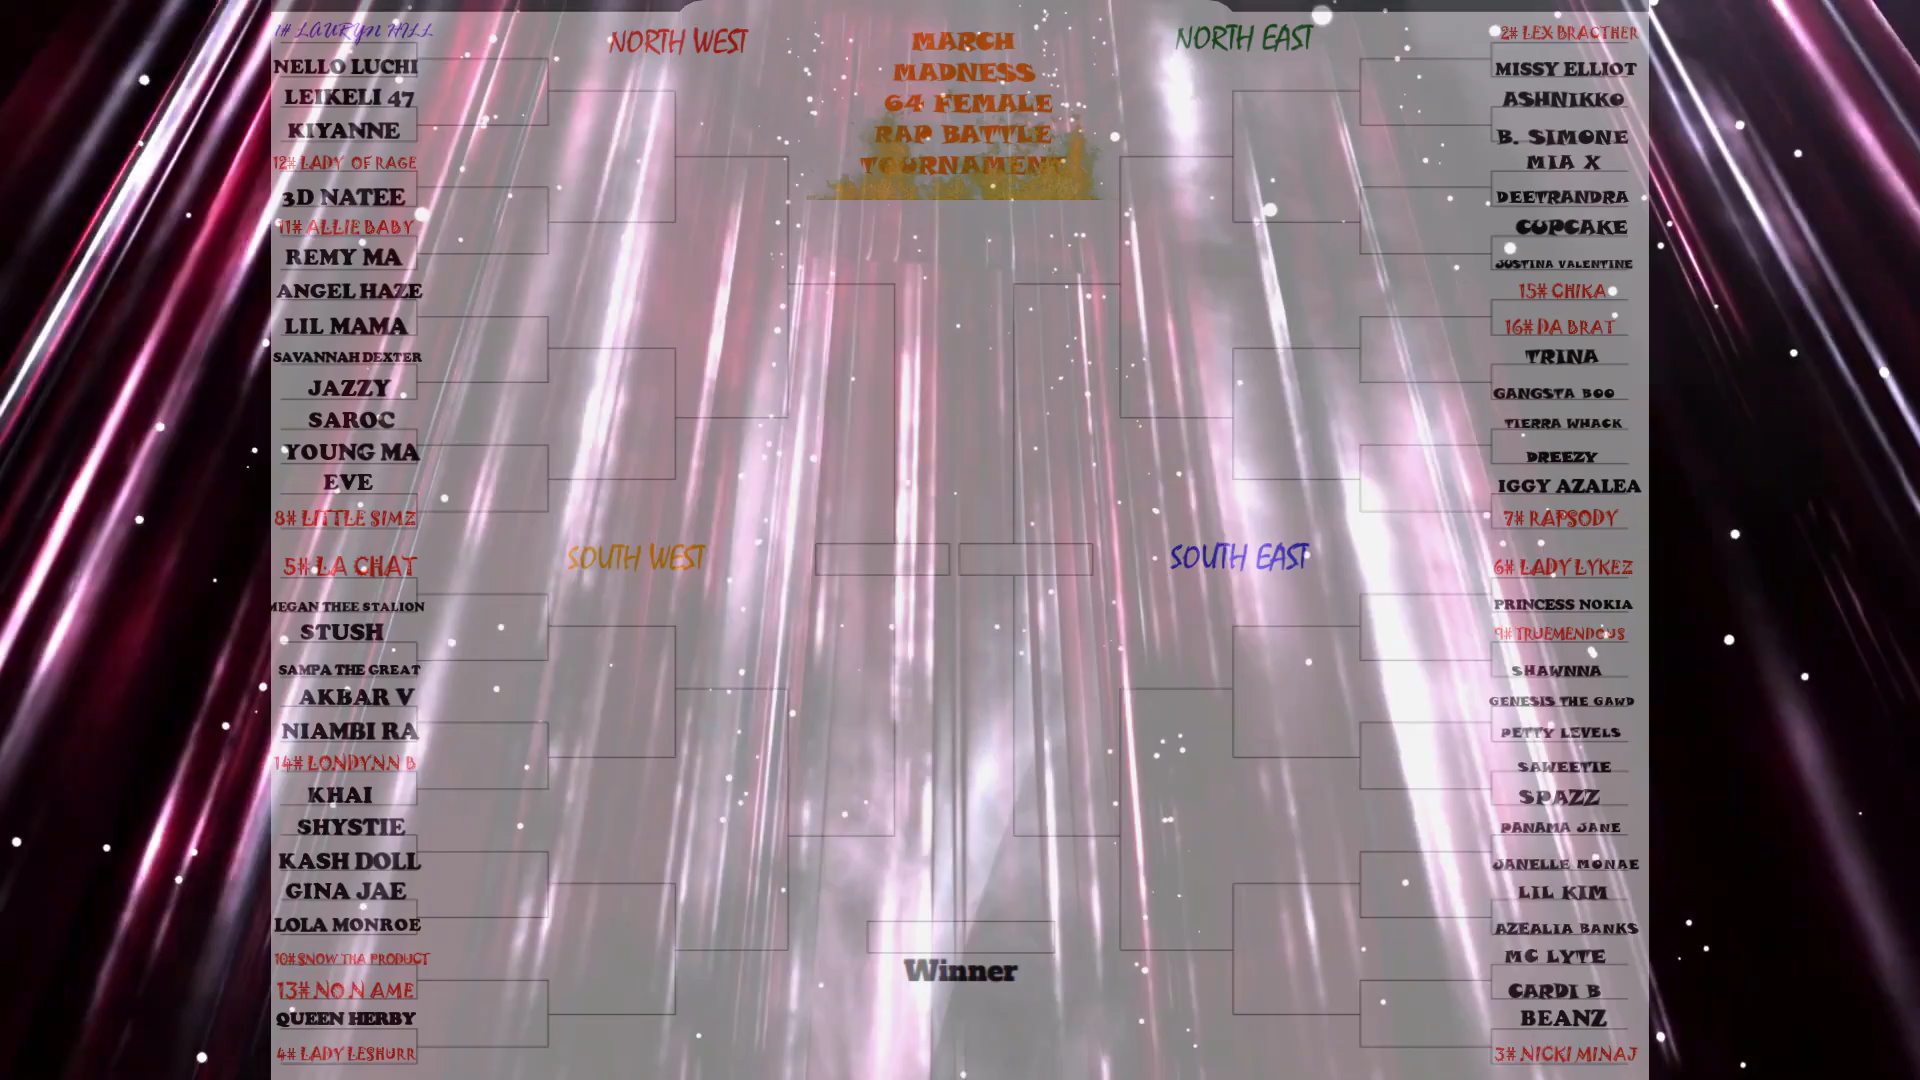 1# LAURYN HILL
NELLO LUCHI
LEIKELI 47
KIYANNE
12# LADY OF RAGE
3D NATEE
11# ALLIE BABY
REMY MA
ANGEL HAZE
LIL MAMA
SAVANNAH DEXTER
JAZZY
SAROC
YOUNG MA
EVE
8# LITTLE SIMZ
5# LA CHAT
MEGAN THEE STALION
STUSH
SAMPA THE GREAT
AKBAR V
NIAMBI RA
14# LONDYNN B
KHAI
SHYSTIE
KASH DOLL
GINA JAE
LOLA MONROE
10# SNOW THA PRODUCT
13# NO N AME
QUEEN HERBY
4# LADY LESHURR
NORTH WEST
SOUTH WEST
MARCH
MADNESS
64 FEMALE
RAP BATTLE
TOURNAMENT
Winner
NORTH EAST
SOUTH EAST
2# LEX BRACTHER
MISSY ELLIOT
ASHNIKKO
B. SIMONE
MIA X
DEETRANDRA
CUPCAKE
JUSTINA VALENTINE
15# CHIKA
16# DA BRAT
TRINA
GANGSTA BOO
TIERRA WHACK
DREEZY
IGGY AZALEA
7# RAPSODY
6# LADY LYKEZ
PRINCESS NOKIA
9# TRUEMENDOUS
SHAWNNA
GENESIS THE GAWD
PETTY LEVELS
SAWEETIE
SPAZZ
PANAMA JANE
JANELLE MONAE
LIL KIM
AZEALIA BANKS
MC LYTE
CARDI B
BEANZ
3# NICKI MINAJ